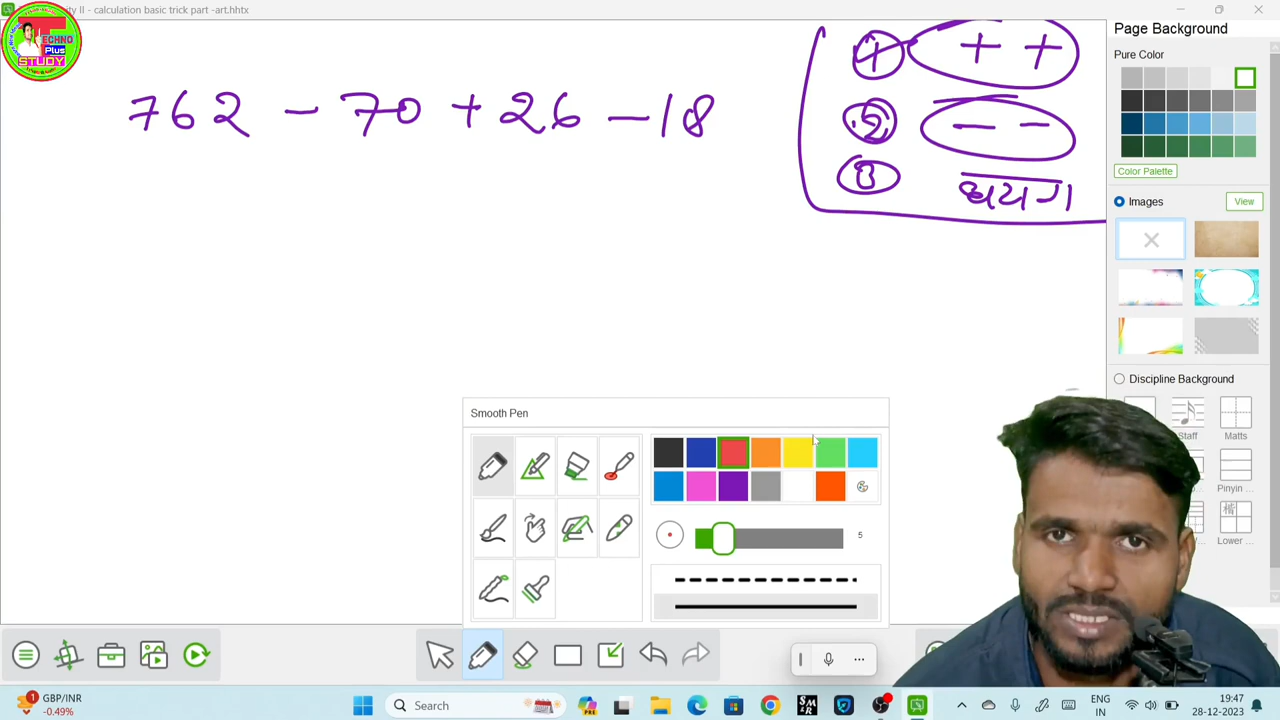 ity II - calculation basic trick part -art.hhtx
TECHNO
Plus
STUDY
762 - 70 + 26 - 18
+ +
2 - -
3
Page Background
Pure Color
Color Palette
Images
View
Discipline Background
Staff
Matts
Pinyin ...
Lower ...
Smooth Pen
5
1
GBP/INR
-0.49%
Search
ENG
IN
19:47
28-12-2023